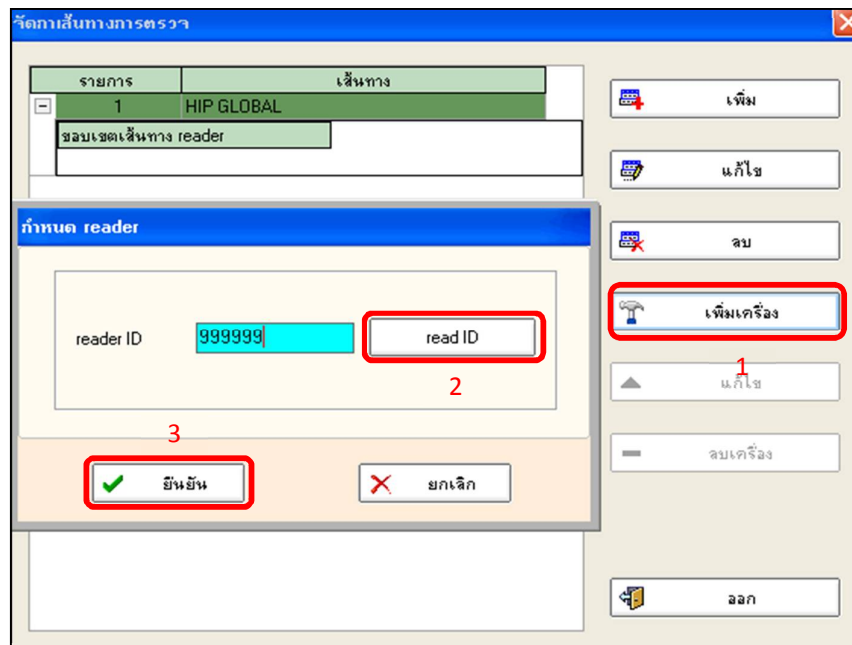 จัดกาเส้นทางการตรวจ
รายการ เส้นทาง
1 HIP GLOBAL
ขอบเขตเส้นทาง reader
เพิ่ม
แก้ไข
ลบ
เพิ่มเครื่อง
1
แก้ไข
ลบเครื่อง
ออก
กำหนด reader
reader ID 999999 read ID
2
3
ยืนยัน ยกเลิก